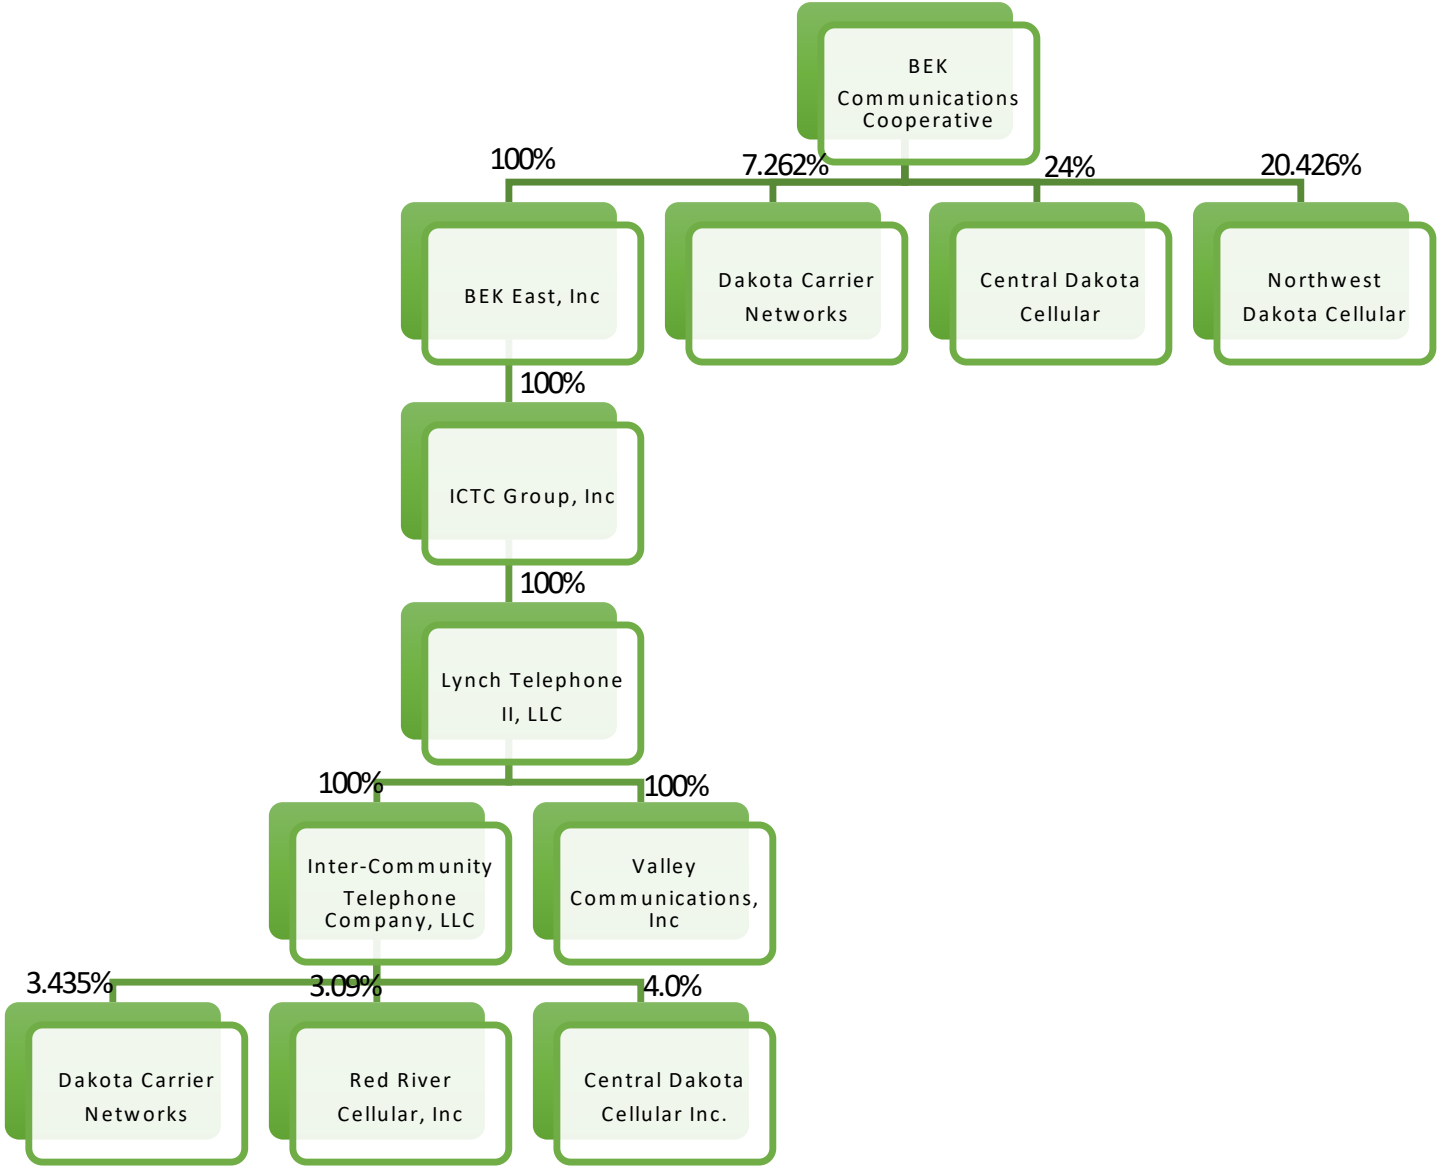 BEK
Communications
Cooperative
100%
7.262%
24%
20.426%
BEK East, Inc
Dakota Carrier
Networks
Central Dakota
Cellular
Northwest
Dakota Cellular
100%
ICTC Group, Inc
100%
Lynch Telephone
II, LLC
100%
100%
Inter-Community
Telephone
Company, LLC
Valley
Communications,
Inc
3.435%
3.09%
4.0%
Dakota Carrier
Networks
Red River
Cellular, Inc
Central Dakota
Cellular Inc.